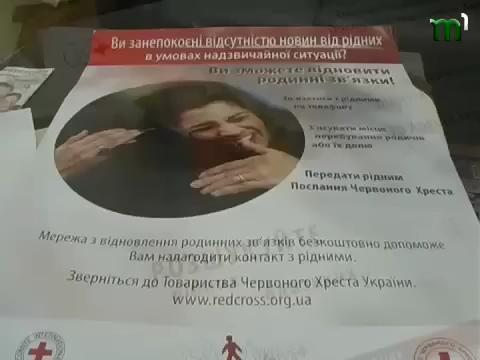 m1
Ви занепокоєні відсутністю новин від рідних
в умовах надзвичайної ситуації?
Ви зможете відновити
родинні зв'язки!
Зв'язатися з рідними
по телефону
З'ясувати місце
перебування родичів
або їх долю
Передати рідним
Послання Червоного Хреста
Мережа з відновлення родинних зв'язків безкоштовно допоможе
Вам налагодити контакт з рідними.
Зверніться до Товариства Червоного Хреста України.
www.redcross.org.ua